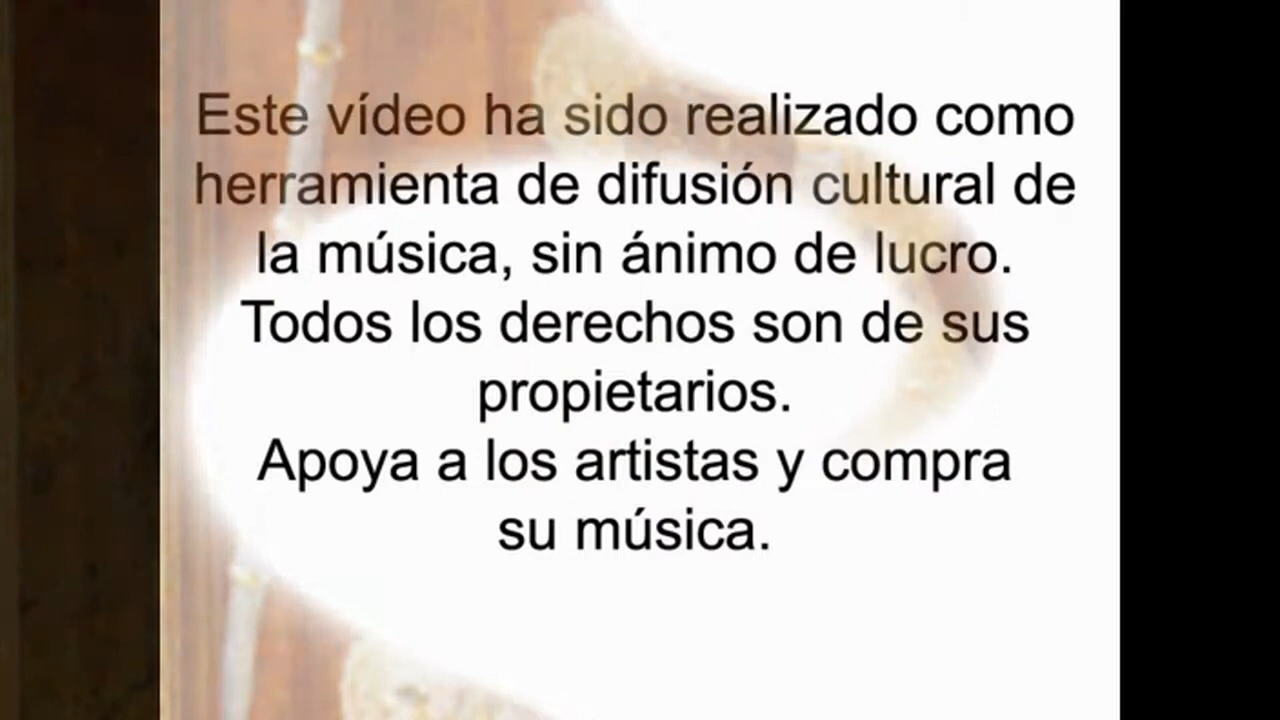 Este vídeo ha sido realizado como
herramienta de difusión cultural de
la música, sin ánimo de lucro.
Todos los derechos son de sus
propietarios.
Apoya a los artistas y compra
su música.